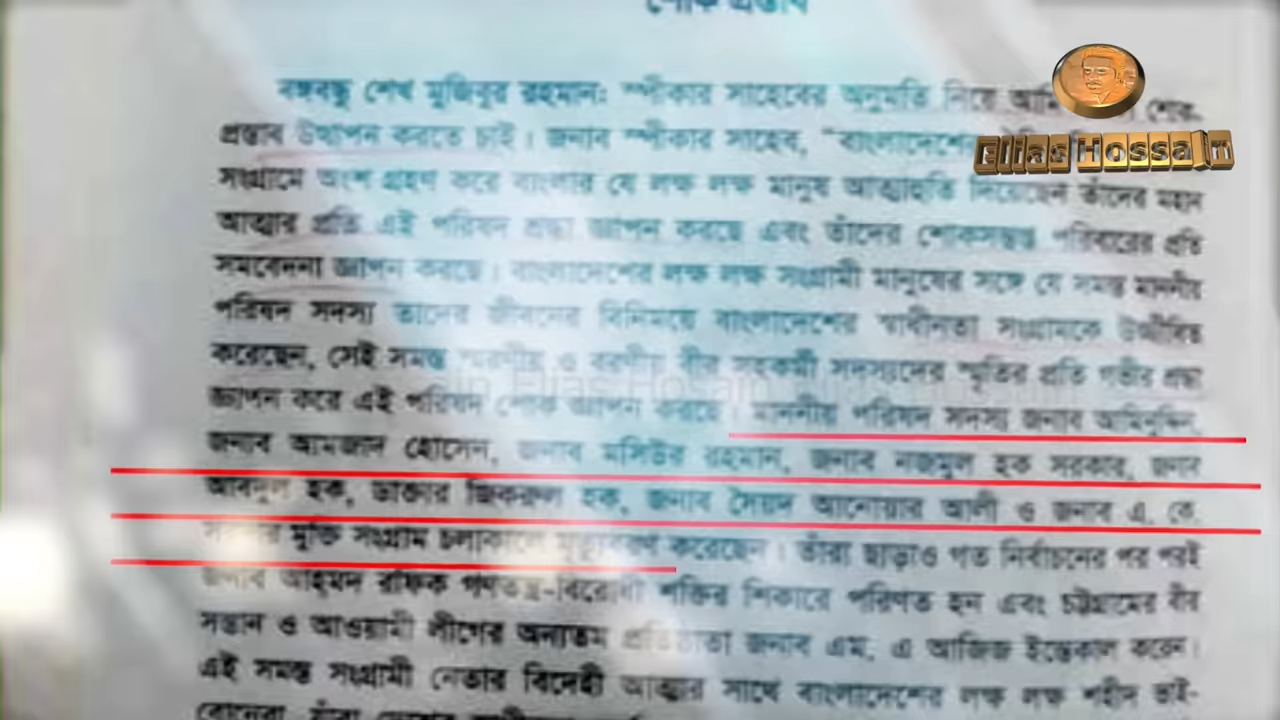 শোক প্রস্তাব
বঙ্গবন্ধু শেখ মুজিবুর রহমান: স্পীকার সাহেবের অনুমতি নিয়ে আমি শোক-
প্রস্তাব উত্থাপন করতে চাই। জনাব স্পীকার সাহেব, "বাংলাদেশের
Elias Hossain
সংগ্রামে অংশ গ্রহণ করে বাংলার যে লক্ষ লক্ষ মানুষ আত্মাহুতি দিয়েছেন তাঁদের মহান
আত্মার প্রতি এই পরিষদ শ্রদ্ধা জ্ঞাপন করছে এবং তাঁদের শোকসন্তপ্ত পরিবারের প্রতি
সমবেদনা জ্ঞাপন করছে। বাংলাদেশের লক্ষ লক্ষ সংগ্রামী মানুষের সঙ্গে যে সমস্ত মাননীয়
পরিষদ সদস্য তাদের জীবনের বিনিময়ে বাংলাদেশের স্বাধীনতা সংগ্রামকে উজ্জীবিত
করেছেন, সেই সমস্ত স্মরণীয় ও বরণীয় বীর সহকর্মী সদস্যদের স্মৃতির প্রতি গভীর শ্রদ্ধা
জ্ঞাপন করে এই পরিষদ শোক জ্ঞাপন করছে। মাননীয় পরিষদ সদস্য জনাব আমিনুদ্দিন,
জনাব আমজাদ হোসেন, জনাব মসিউর রহমান, জনাব নাজমুল হক সরকার, জনাব
আবদুল হক, ডাক্তার জিকরুল হক, জনাব সৈয়দ আনোয়ার আলী ও জনাব এ. কে.
সরদার মুক্তি সংগ্রাম চলাকালে মৃত্যুবরণ করেছেন। তাঁরা ছাড়াও গত নির্বাচনের পর পরই
জনাব আহমদ রফিক গণতন্ত্র-বিরোধী শক্তির শিকারে পরিণত হন এবং চট্টগ্রামের বীর
সন্তান ও আওয়ামী লীগের অন্যতম প্রতিষ্ঠাতা জনাব এম. এ আজিজ ইন্তেকাল করেন।
এই সমস্ত সংগ্রামী নেতার বিদেহী আত্মার সাথে বাংলাদেশের লক্ষ লক্ষ শহীদ ভাই-